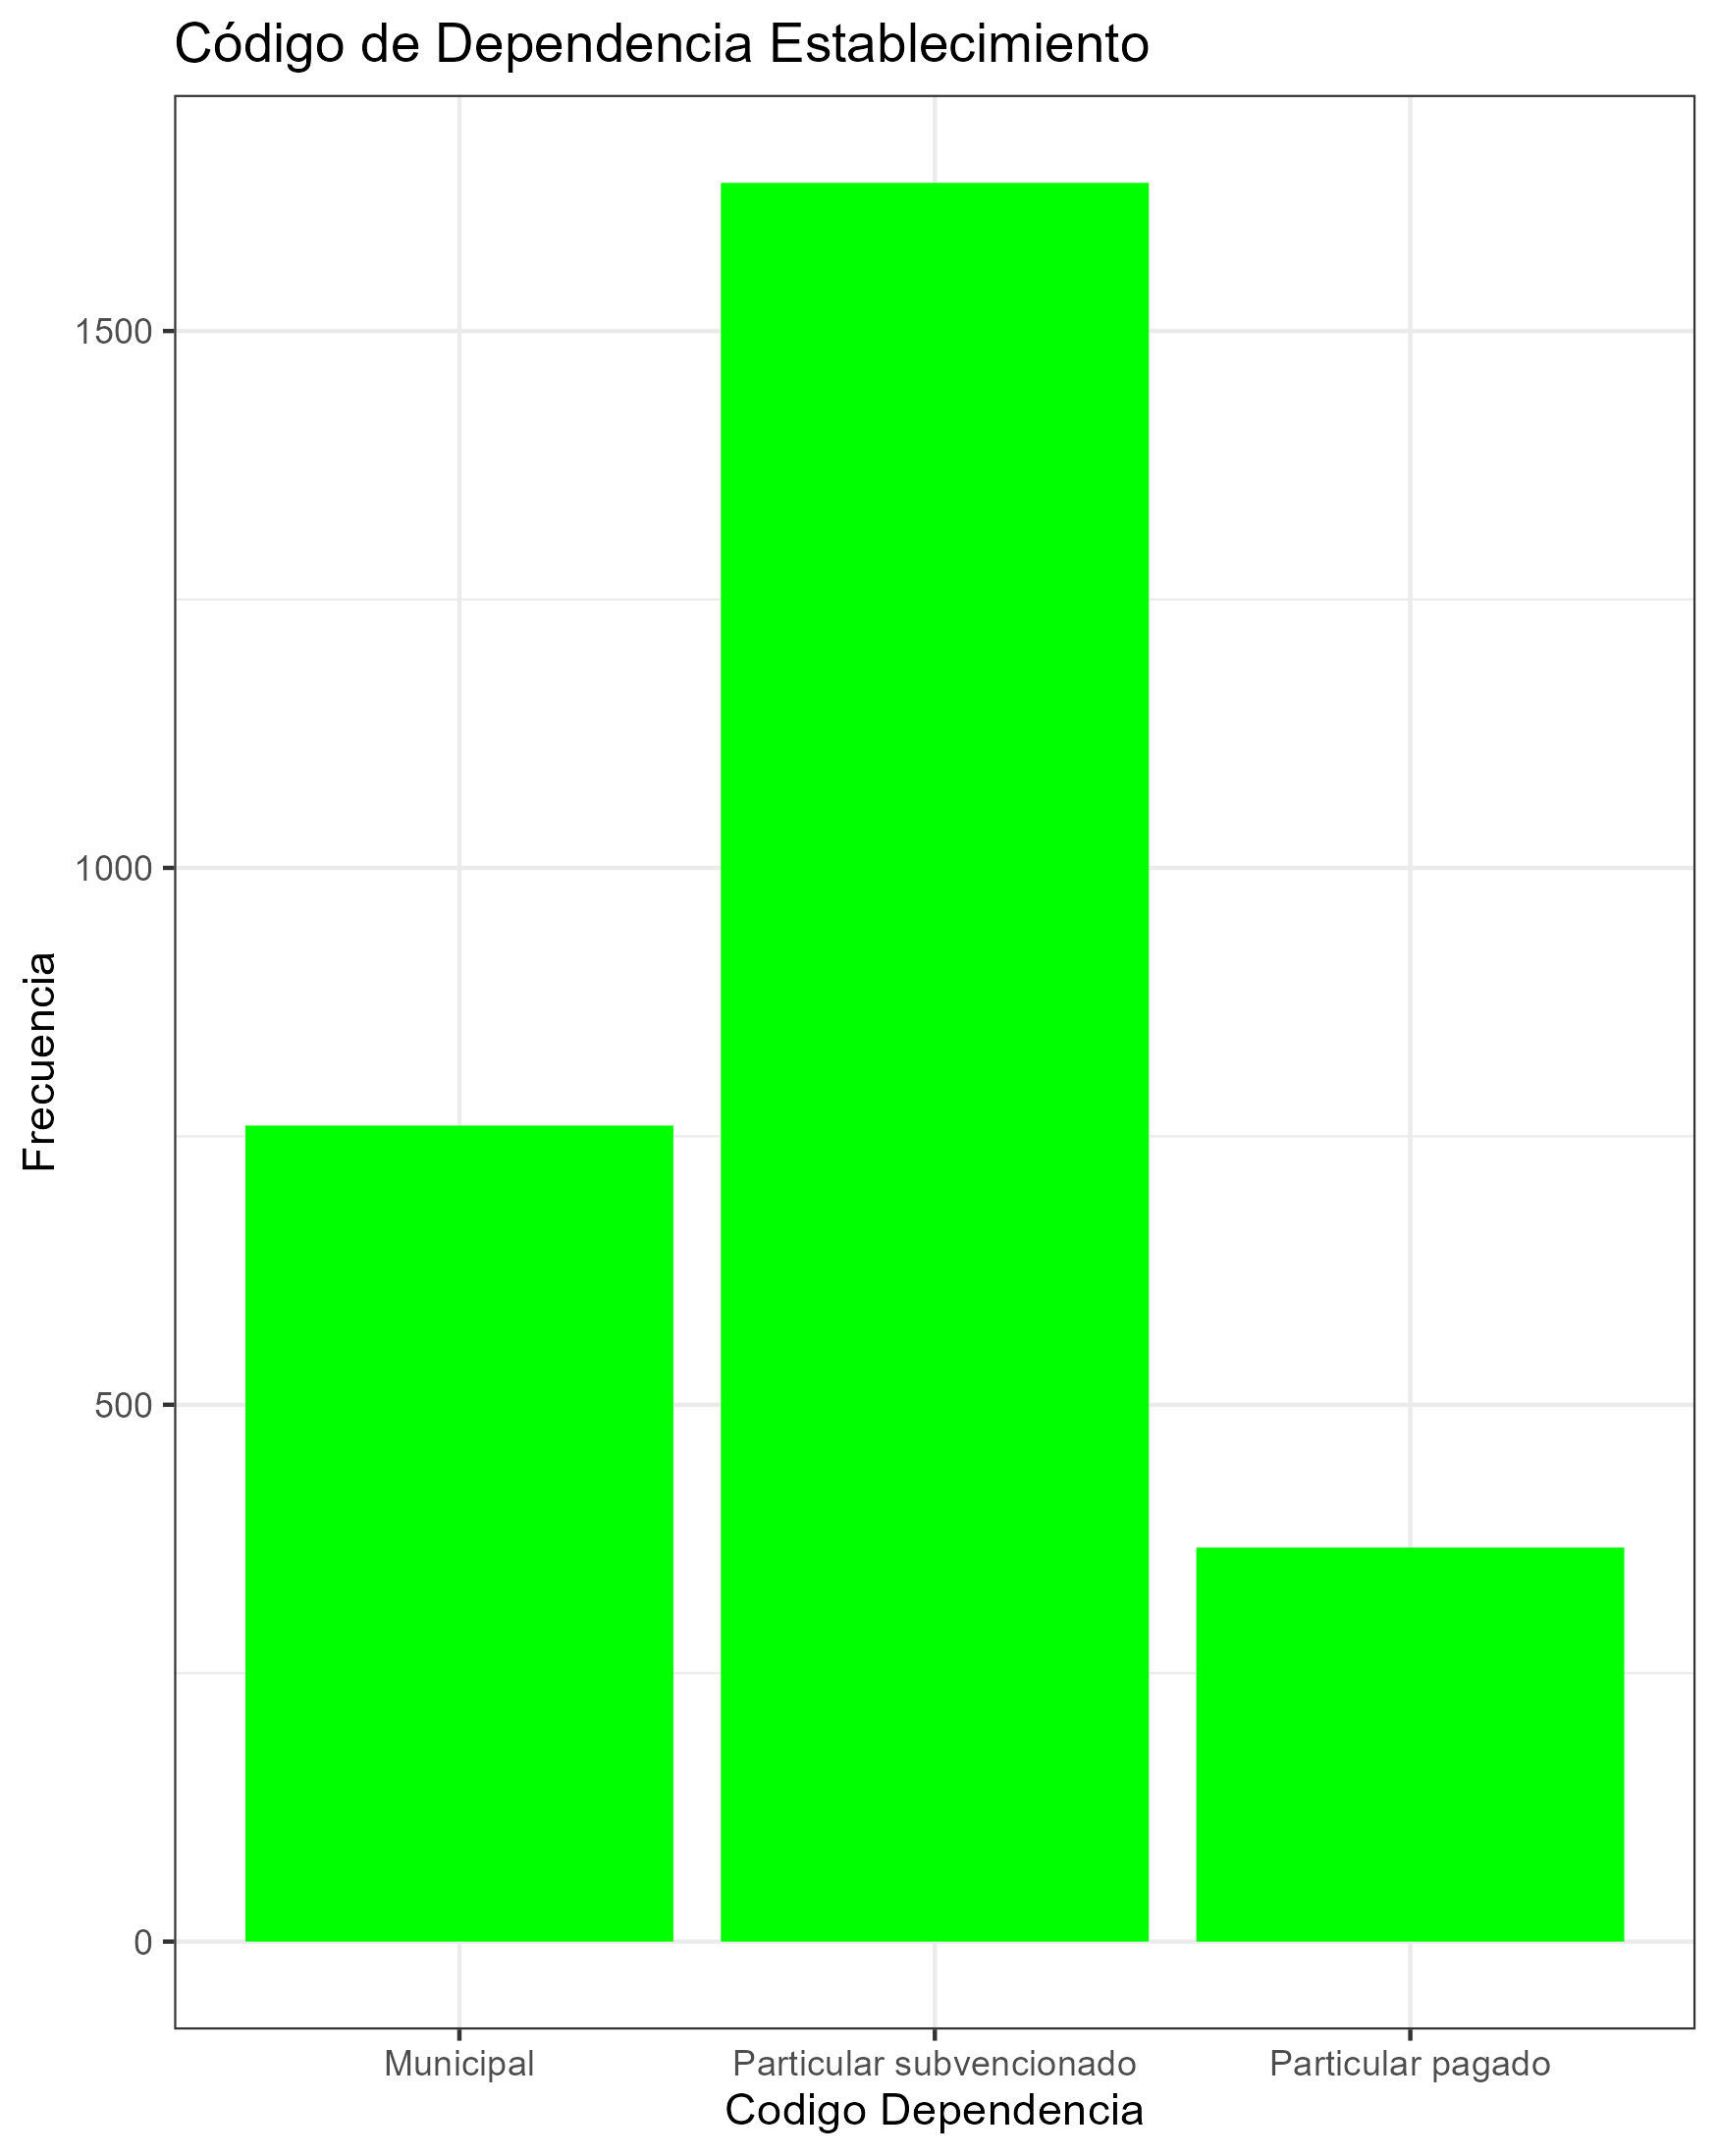 Código de Dependencia Establecimiento
1500
1000
500
0
Frecuencia
Municipal
Particular subvencionado
Particular pagado
Codigo Dependencia